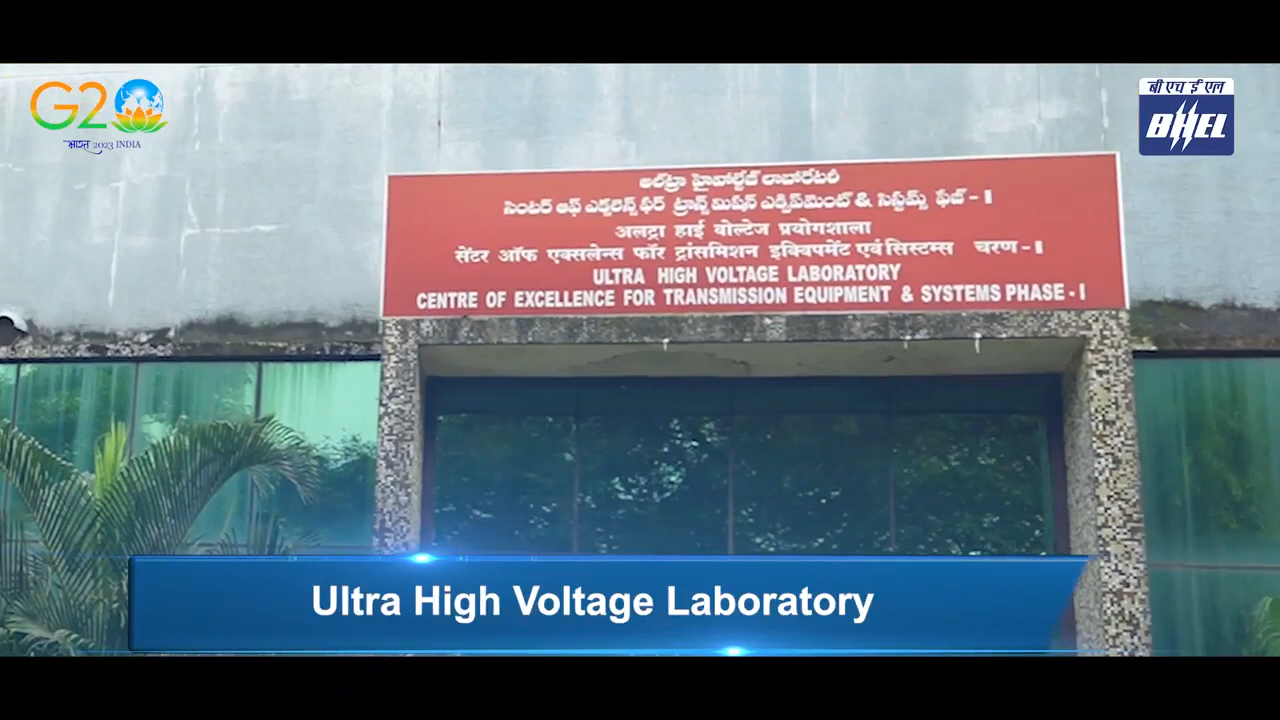 G20
भारत 2023 INDIA
बी एच ई एल
BHEL
అల్ట్రా హైవోల్టేజ్ లాబోరేటరీ
సెంటర్ ఆఫ్ ఎక్సలెన్స్ ఫర్ ట్రాన్స్ మిషన్ ఎక్విప్‌మెంట్ & సిస్టమ్స్ ఫేజ్ - I
अलट्रा हाई वोल्टेज प्रयोगशाला
सेंटर ऑफ एक्सलेन्स फॉर ट्रांसमिशन इक्विपमेंट एवं सिस्टम्स चरण - I
ULTRA HIGH VOLTAGE LABORATORY
CENTRE OF EXCELLENCE FOR TRANSMISSION EQUIPMENT & SYSTEMS PHASE - I
Ultra High Voltage Laboratory